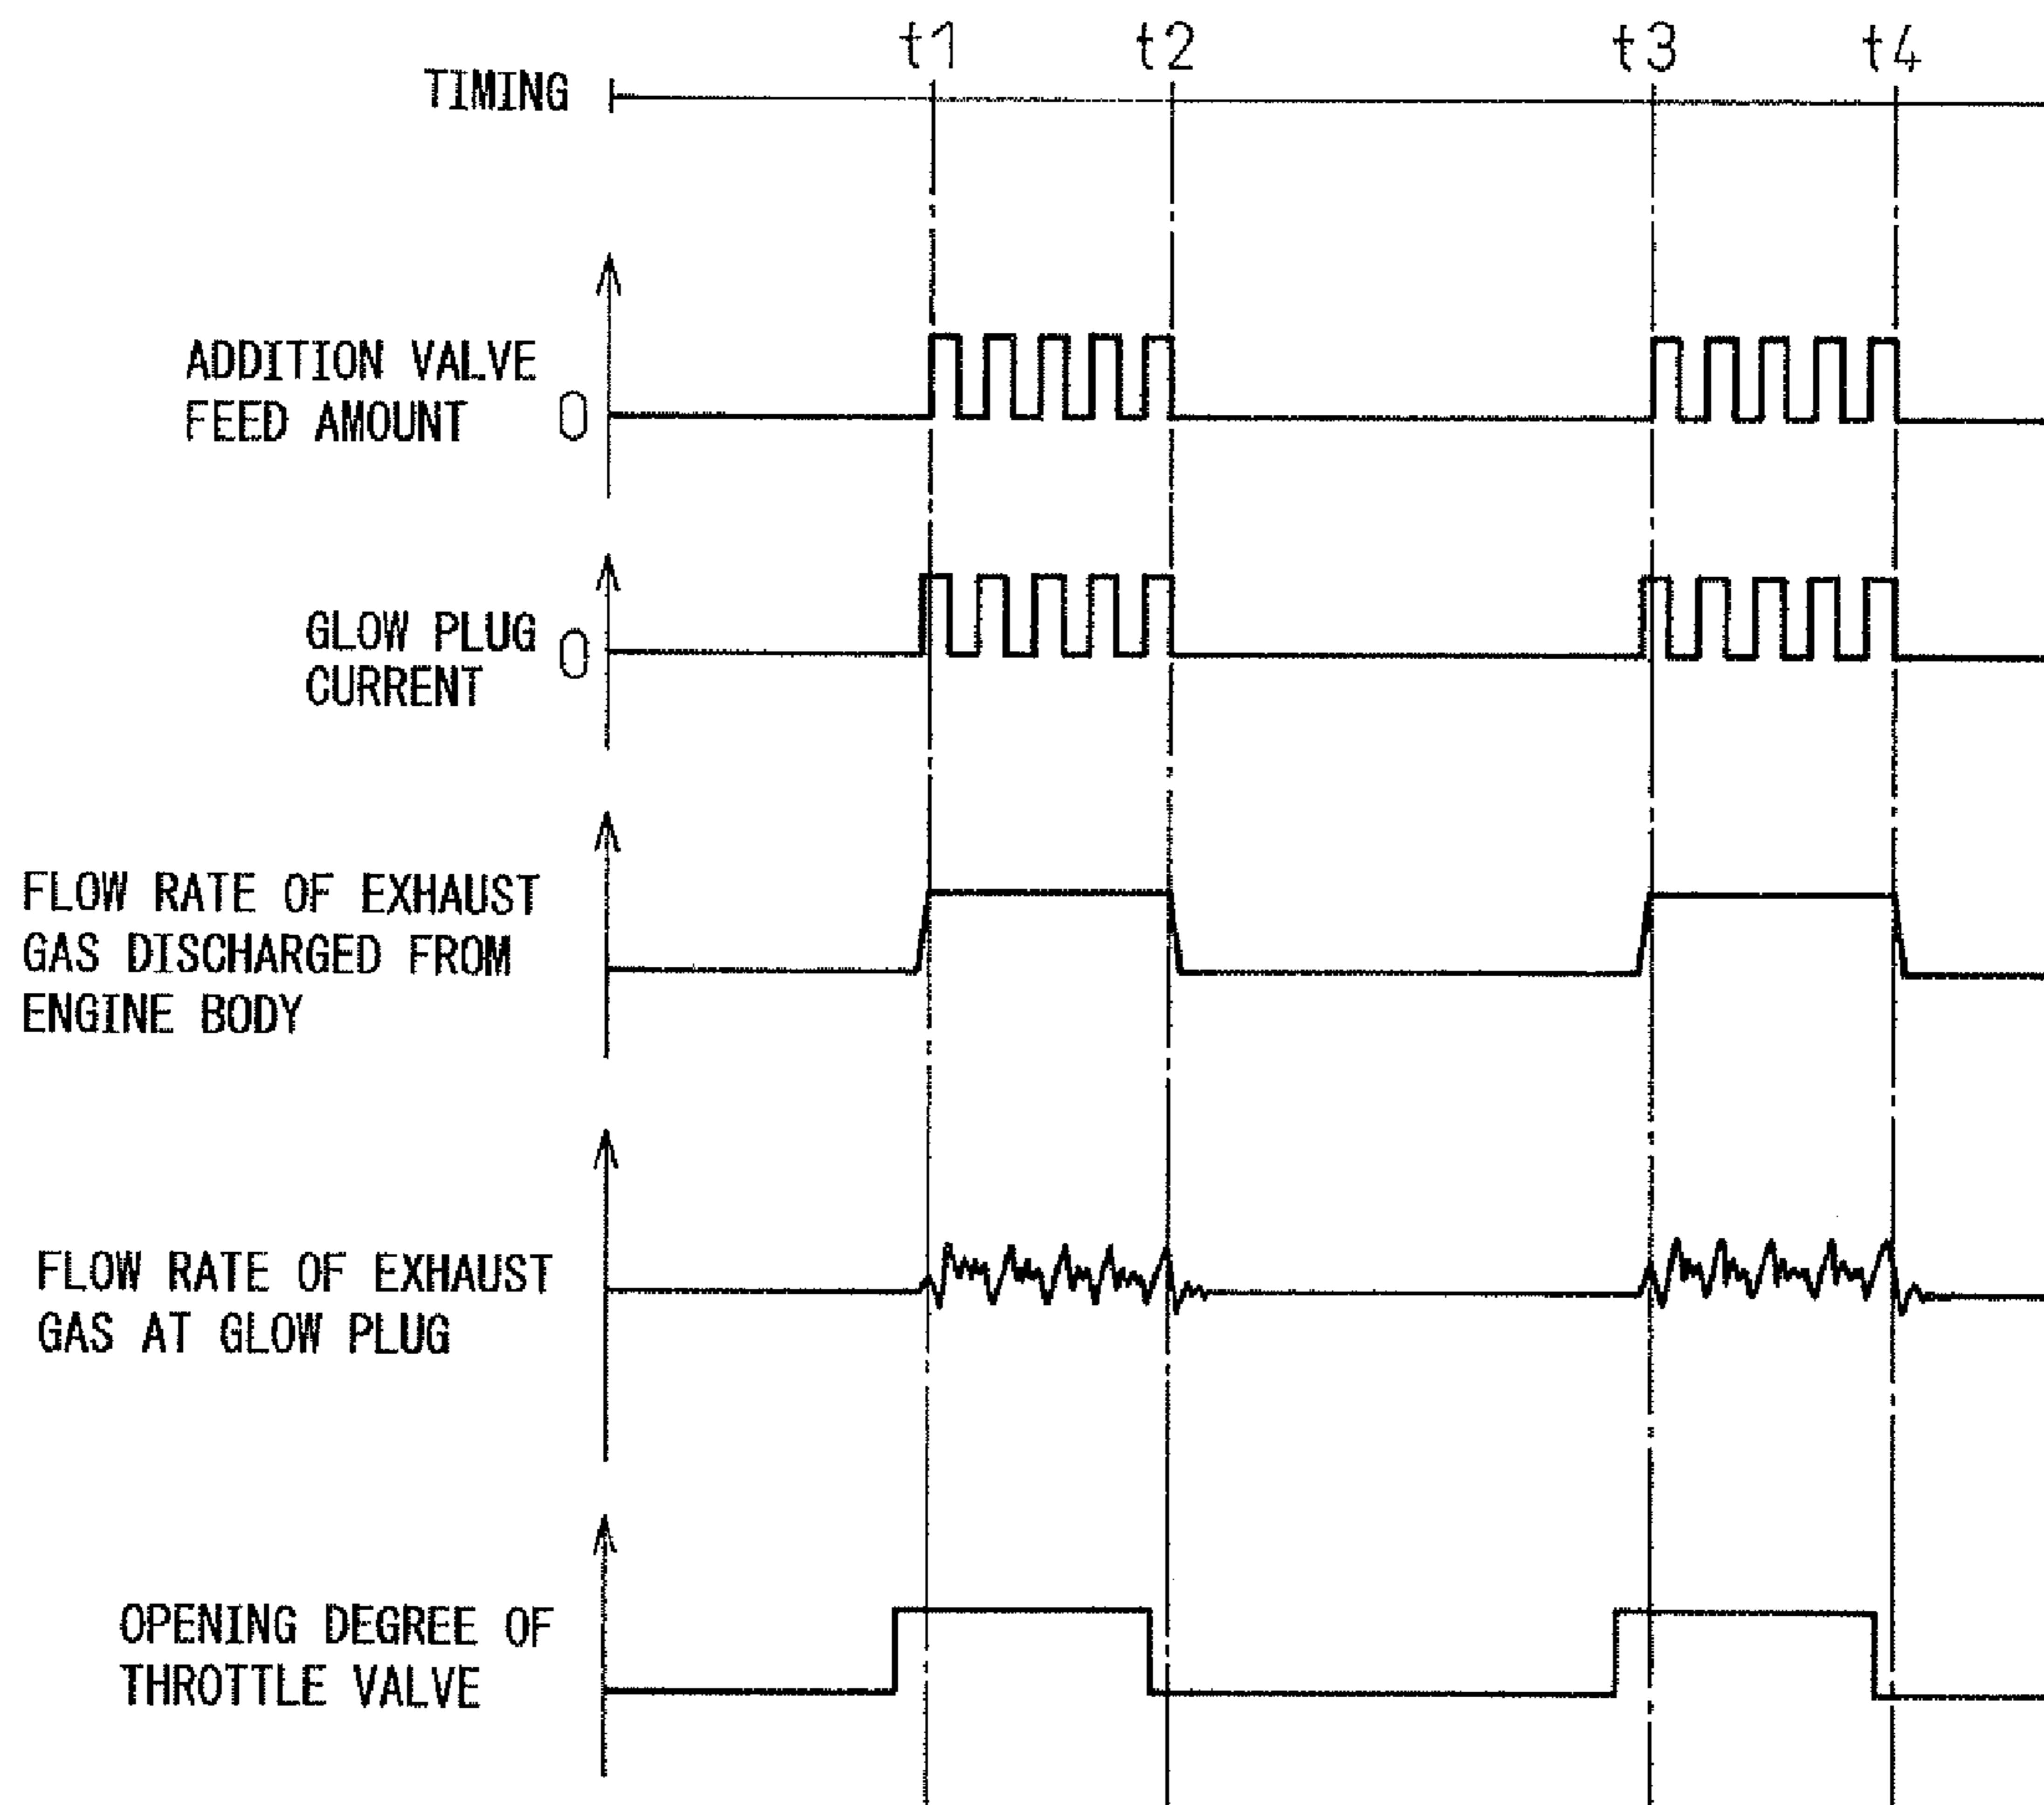 t1 t2 t3 t4
TIMING
ADDITION VALVE
FEED AMOUNT 0
GLOW PLUG 0
CURRENT
FLOW RATE OF EXHAUST
GAS DISCHARGED FROM
ENGINE BODY
FLOW RATE OF EXHAUST
GAS AT GLOW PLUG
OPENING DEGREE OF
THROTTLE VALVE